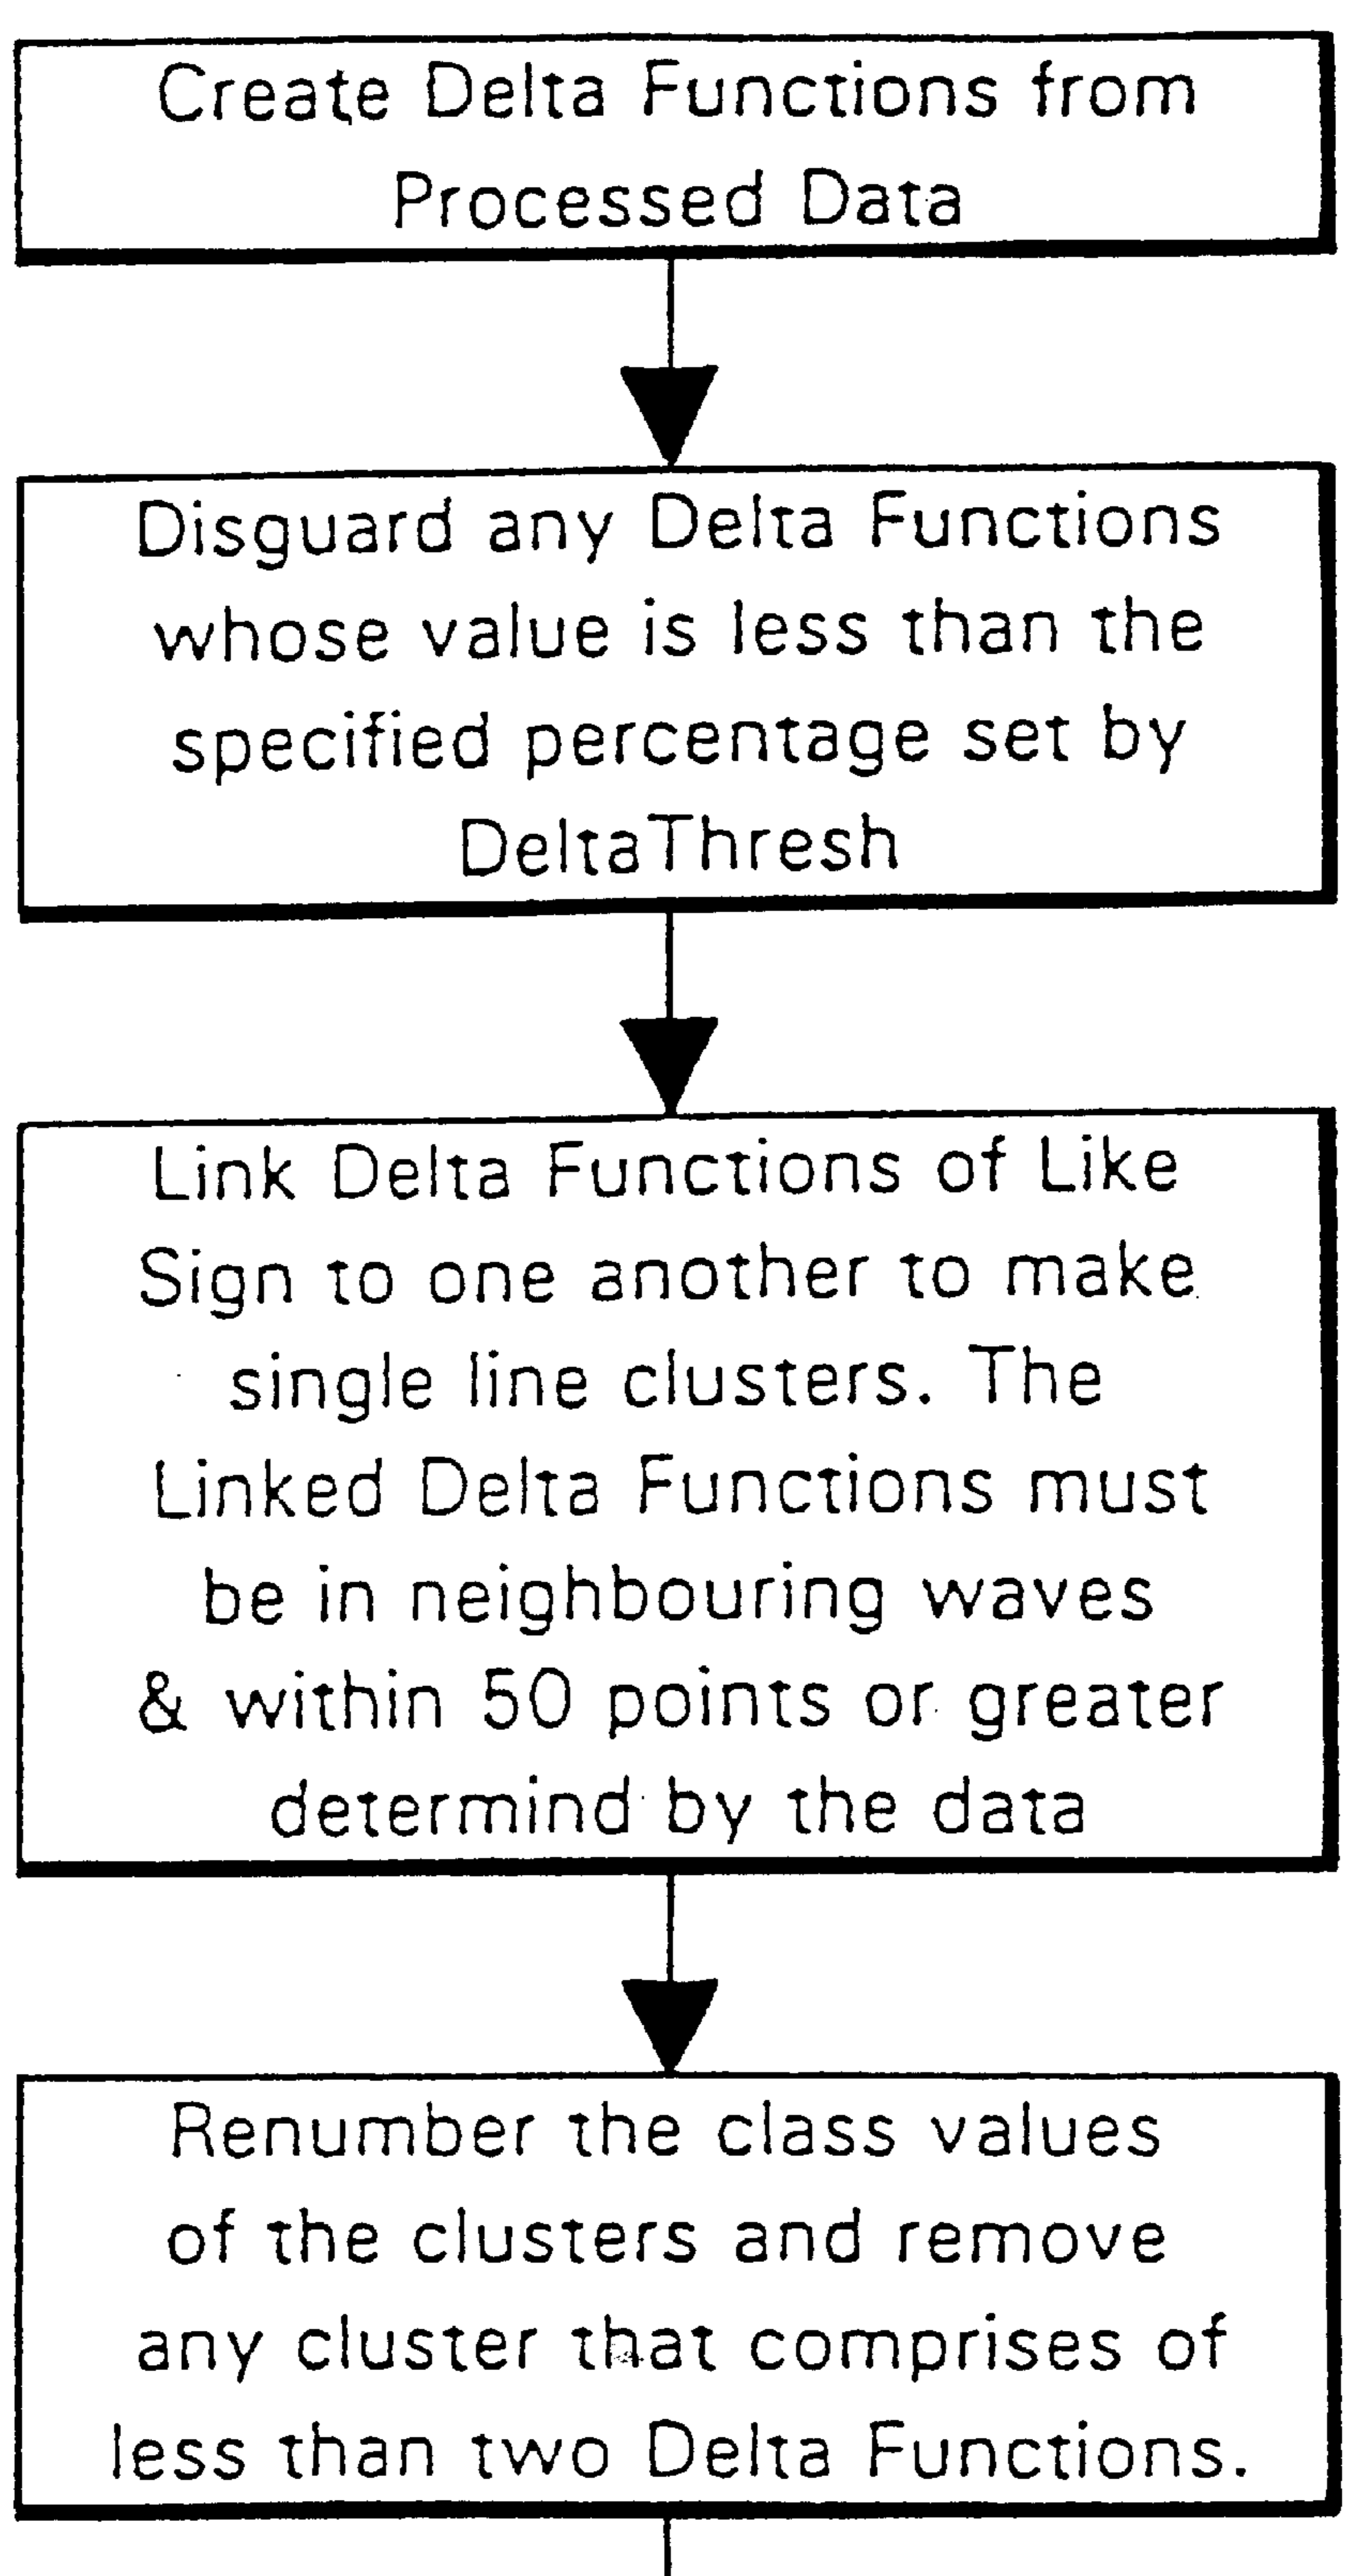 Create Delta Functions from
Processed Data
Disguard any Delta Functions
whose value is less than the
specified percentage set by
DeltaThresh
Link Delta Functions of Like
Sign to one another to make
single line clusters. The
Linked Delta Functions must
be in neighbouring waves
& within 50 points or greater
determind by the data
Renumber the class values
of the clusters and remove
any cluster that comprises of
less than two Delta Functions.